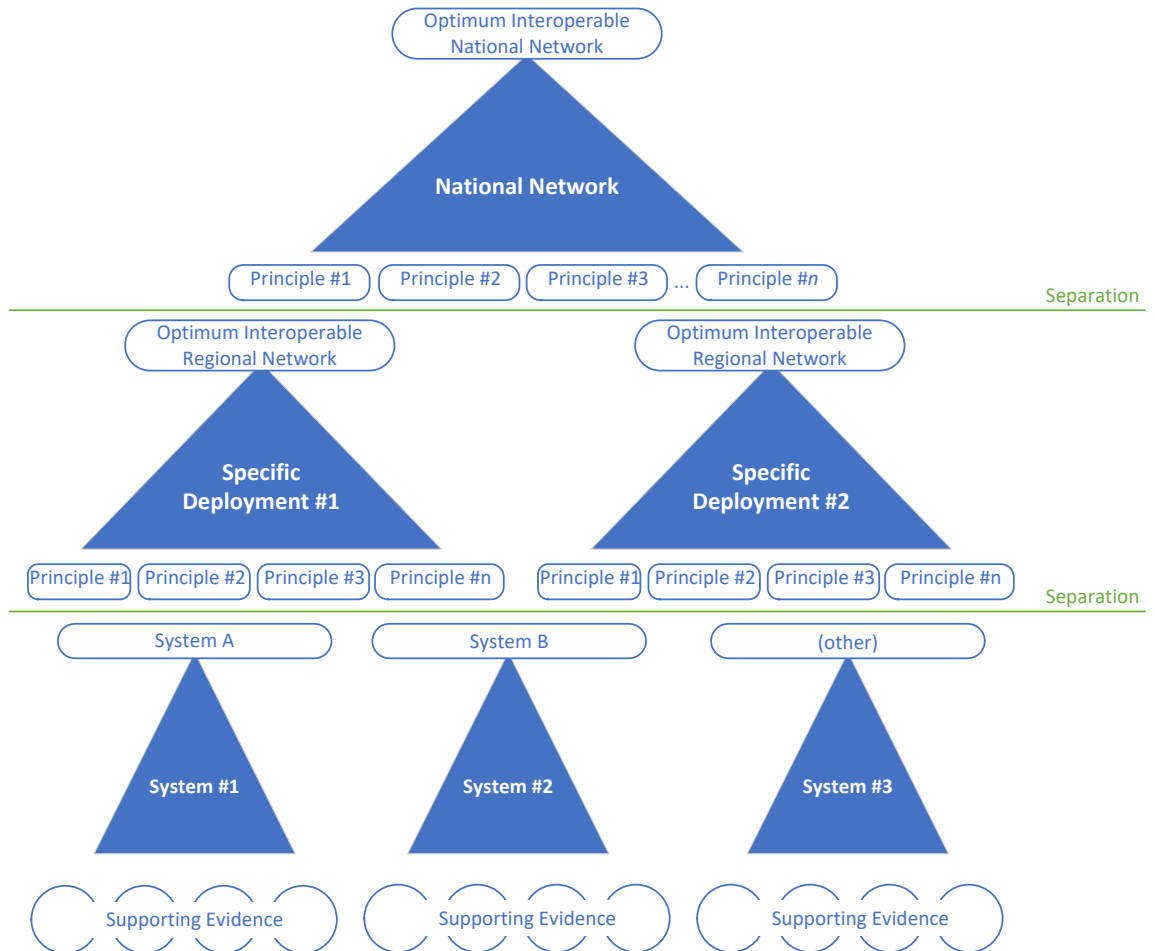 Optimum Interoperable
National Network
National Network
Principle #1
Principle #2
Principle #3
...
Principle #n
Separation
Optimum Interoperable
Regional Network
Optimum Interoperable
Regional Network
Specific
Deployment #1
Specific
Deployment #2
Principle #1
Principle #2
Principle #3
Principle #n
Principle #1
Principle #2
Principle #3
Principle #n
Separation
System A
System B
(other)
System #1
System #2
System #3
Supporting Evidence
Supporting Evidence
Supporting Evidence